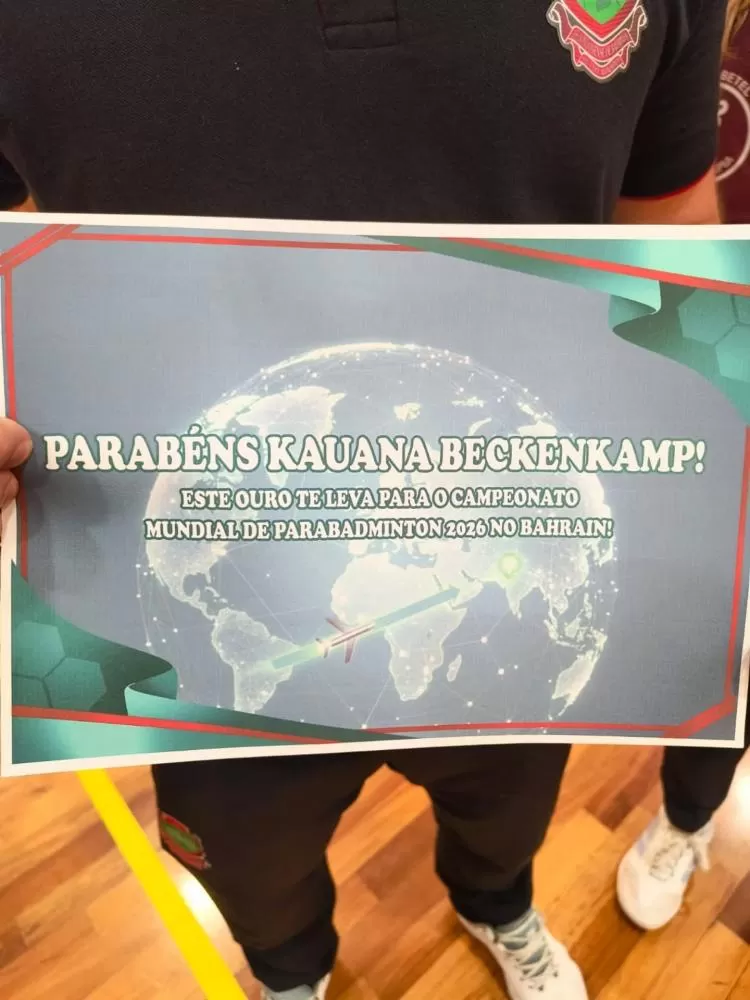 PARABÉNS KAUANA BECKENKAMP!
ESTE OURO TE LEVA PARA O CAMPEONATO
MUNDIAL DE PARABADMINTON 2026 NO BAHRAIN!